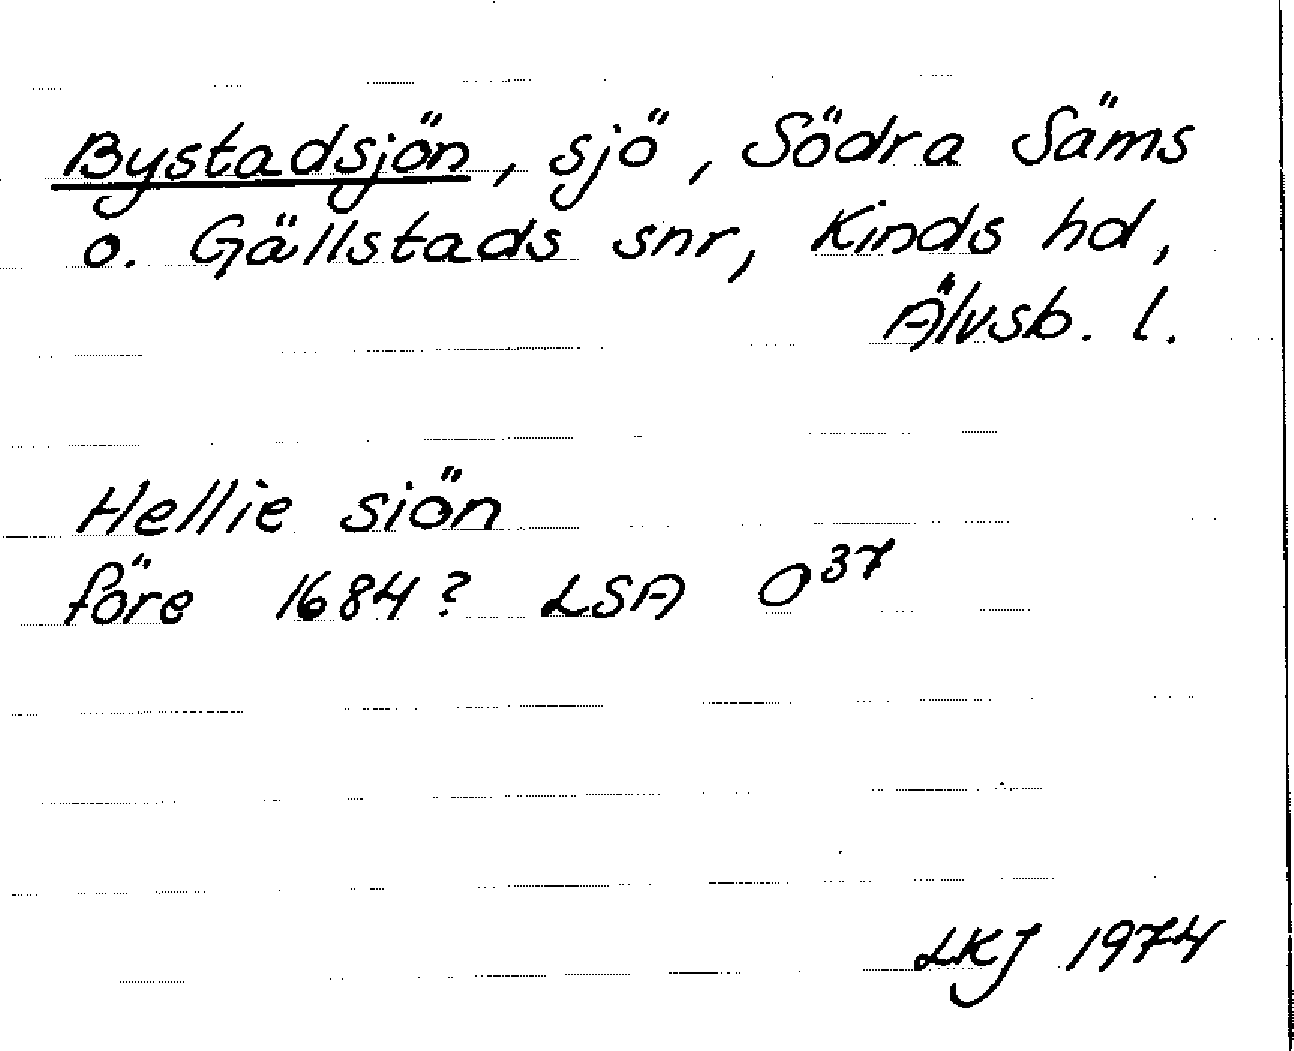 Bystadsjön, sjö, Södra Säms
o. Gällstads snr, Kinds hd,
Älvsb. l.
Hellie siön
före 1684? LSA O37
LKJ 1974